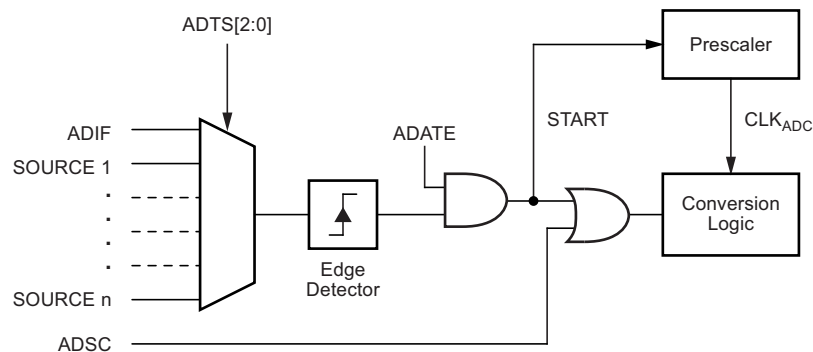 ADTS[2:0]
Prescaler
ADIF
ADATE
START
CLKADC
SOURCE 1
Conversion
Logic
Edge
Detector
SOURCE n
ADSC